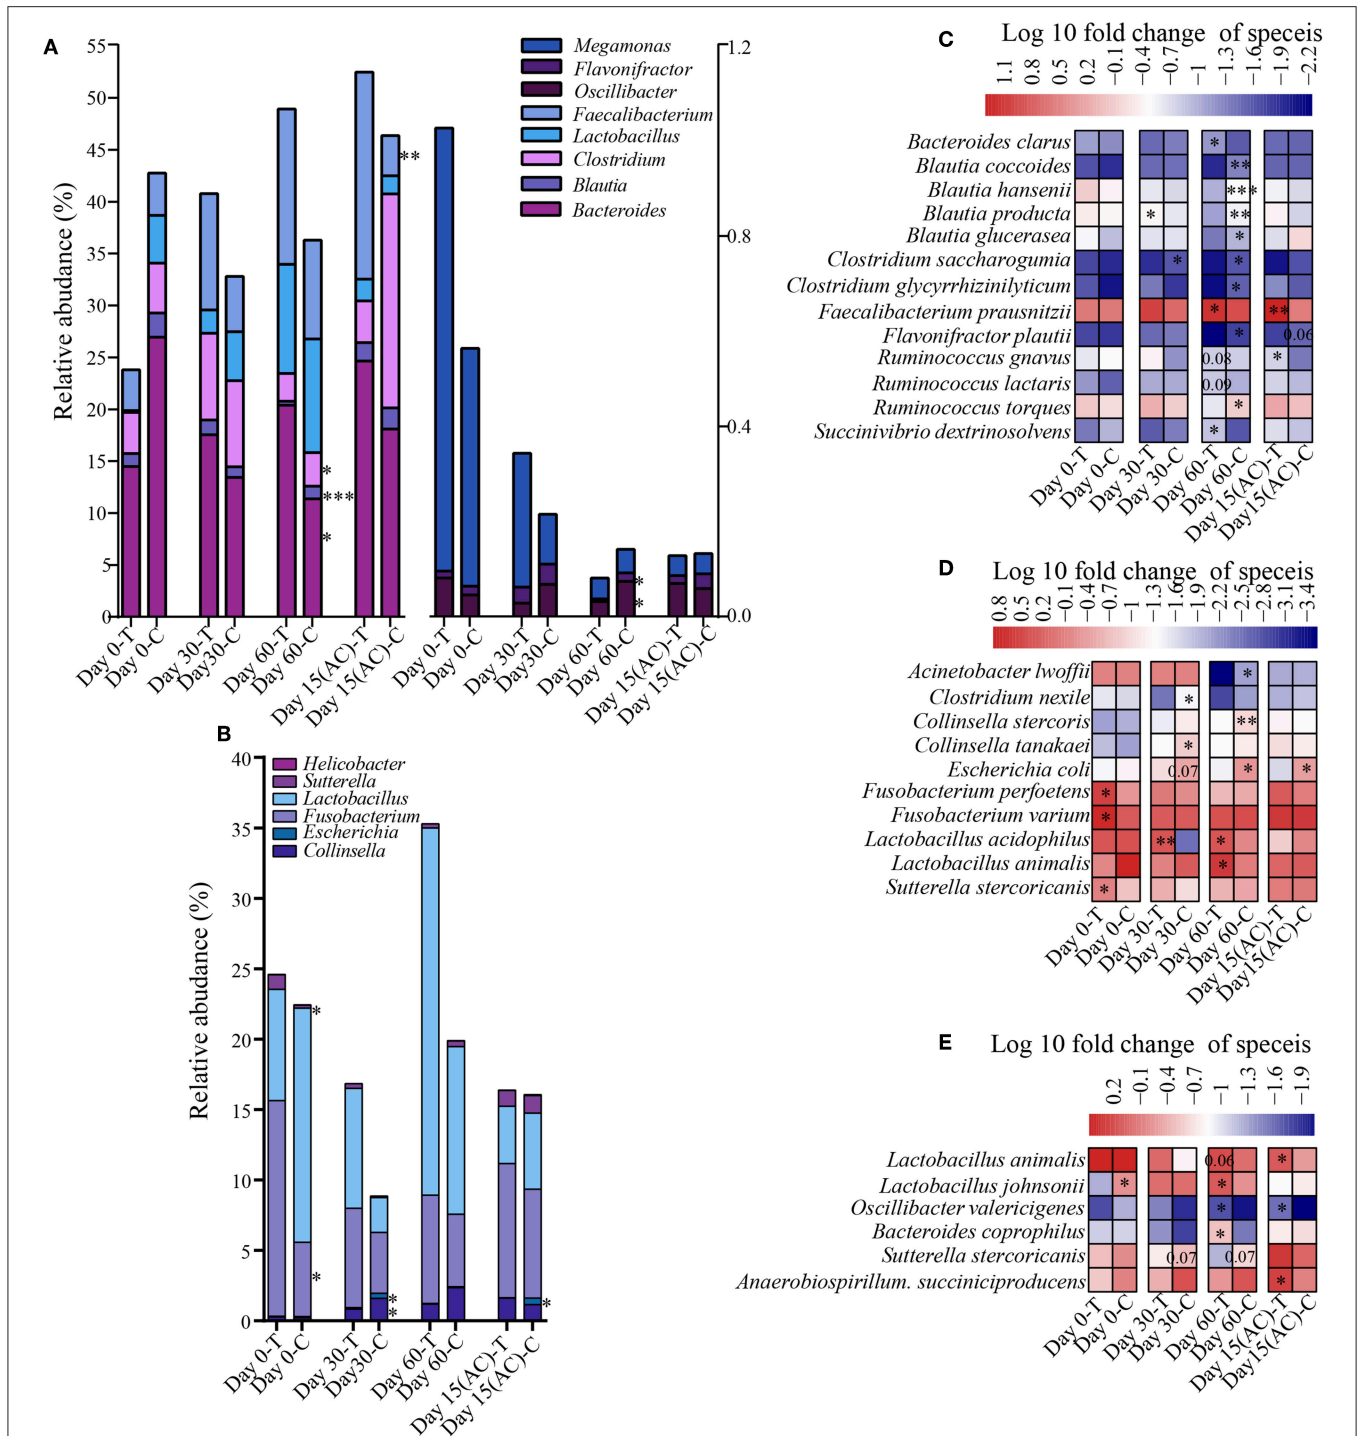 A
Relative abudance (%)
55
50
45
40
35
30
25
20
15
10
5
0
Megamonas
Flavonifractor
Oscillibacter
Faecalibacterium
Lactobacillus
Clostridium
Blautia
Bacteroides
1.2
0.8
0.4
0.0
**
*
***
*
*
*
Day 0-T
Day 0-C
Day 30-T
Day30-C
Day 60-T
Day 60-C
Day 15(AC)-T
Day 15(AC)-C
Day 0-T
Day 0-C
Day 30-T
Day30-C
Day 60-T
Day 60-C
Day 15(AC)-T
Day 15(AC)-C
B
Relative abudance (%)
40
35
30
25
20
15
10
5
0
Helicobacter
Sutterella
Lactobacillus
Fusobacterium
Escherichia
Collinsella
*
*
*
*
*
Day 0-T
Day 0-C
Day 30-T
Day30-C
Day 60-T
Day 60-C
Day 15(AC)-T
Day 15(AC)-C
C
Log 10 fold change of speceis
1.1 0.8 0.5 0.2 -0.1 -0.4 -0.7 -1 -1.3 -1.6 -1.9 -2.2
Bacteroides clarus *
Blautia coccoides **
Blautia hansenii ***
Blautia producta * **
Blautia glucerasea *
Clostridium saccharogumia * *
Clostridium glycyrrhizinilyticum *
Faecalibacterium prausnitzii * **
Flavonifractor plautii * 0.06
Ruminococcus gnavus 0.08 *
Ruminococcus lactaris 0.09
Ruminococcus torques *
Succinivibrio dextrinosolvens *
Day 0-T
Day 0-C
Day 30-T
Day 30-C
Day 60-T
Day 60-C
Day 15(AC)-T
Day15(AC)-C
D
Log 10 fold change of speceis
0.8 0.5 0.2 -0.1 -0.4 -0.7 -1 -1.3 -1.6 -1.9 -2.2 -2.5 -2.8 -3.1 -3.4
Acinetobacter lwoffii *
Clostridium nexile *
Collinsella stercoris **
Collinsella tanakaei *
Escherichia coli 0.07 * *
Fusobacterium perfoetens *
Fusobacterium varium *
Lactobacillus acidophilus ** *
Lactobacillus animalis *
Sutterella stercoricanis *
Day 0-T
Day 0-C
Day 30-T
Day 30-C
Day 60-T
Day 60-C
Day 15(AC)-T
Day15(AC)-C
E
Log 10 fold change of speceis
0.2 -0.1 -0.4 -0.7 -1 -1.3 -1.6 -1.9
Lactobacillus animalis 0.06 *
Lactobacillus johnsonii * *
Oscillibacter valericigenes * *
Bacteroides coprophilus *
Sutterella stercoricanis 0.07 0.07
Anaerobiospirillum. succiniciproducens *
Day 0-T
Day 0-C
Day 30-T
Day 30-C
Day 60-T
Day 60-C
Day 15(AC)-T
Day15(AC)-C